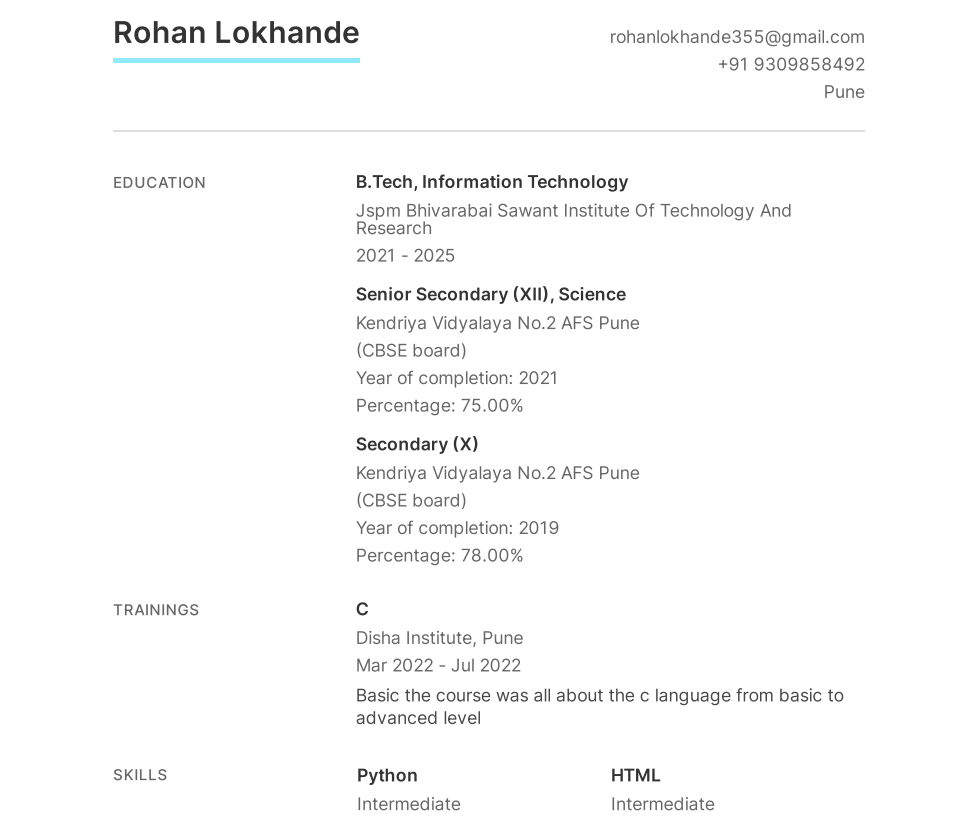 Rohan Lokhande
rohanlokhande355@gmail.com
+91 9309858492
Pune
EDUCATION
B.Tech, Information Technology
Jspm Bhivarabai Sawant Institute Of Technology And
Research
2021 - 2025
Senior Secondary (XII), Science
Kendriya Vidyalaya No.2 AFS Pune
(CBSE board)
Year of completion: 2021
Percentage: 75.00%
Secondary (X)
Kendriya Vidyalaya No.2 AFS Pune
(CBSE board)
Year of completion: 2019
Percentage: 78.00%
TRAININGS
C
Disha Institute, Pune
Mar 2022 - Jul 2022
Basic the course was all about the c language from basic to
advanced level
SKILLS
Python
Intermediate
HTML
Intermediate